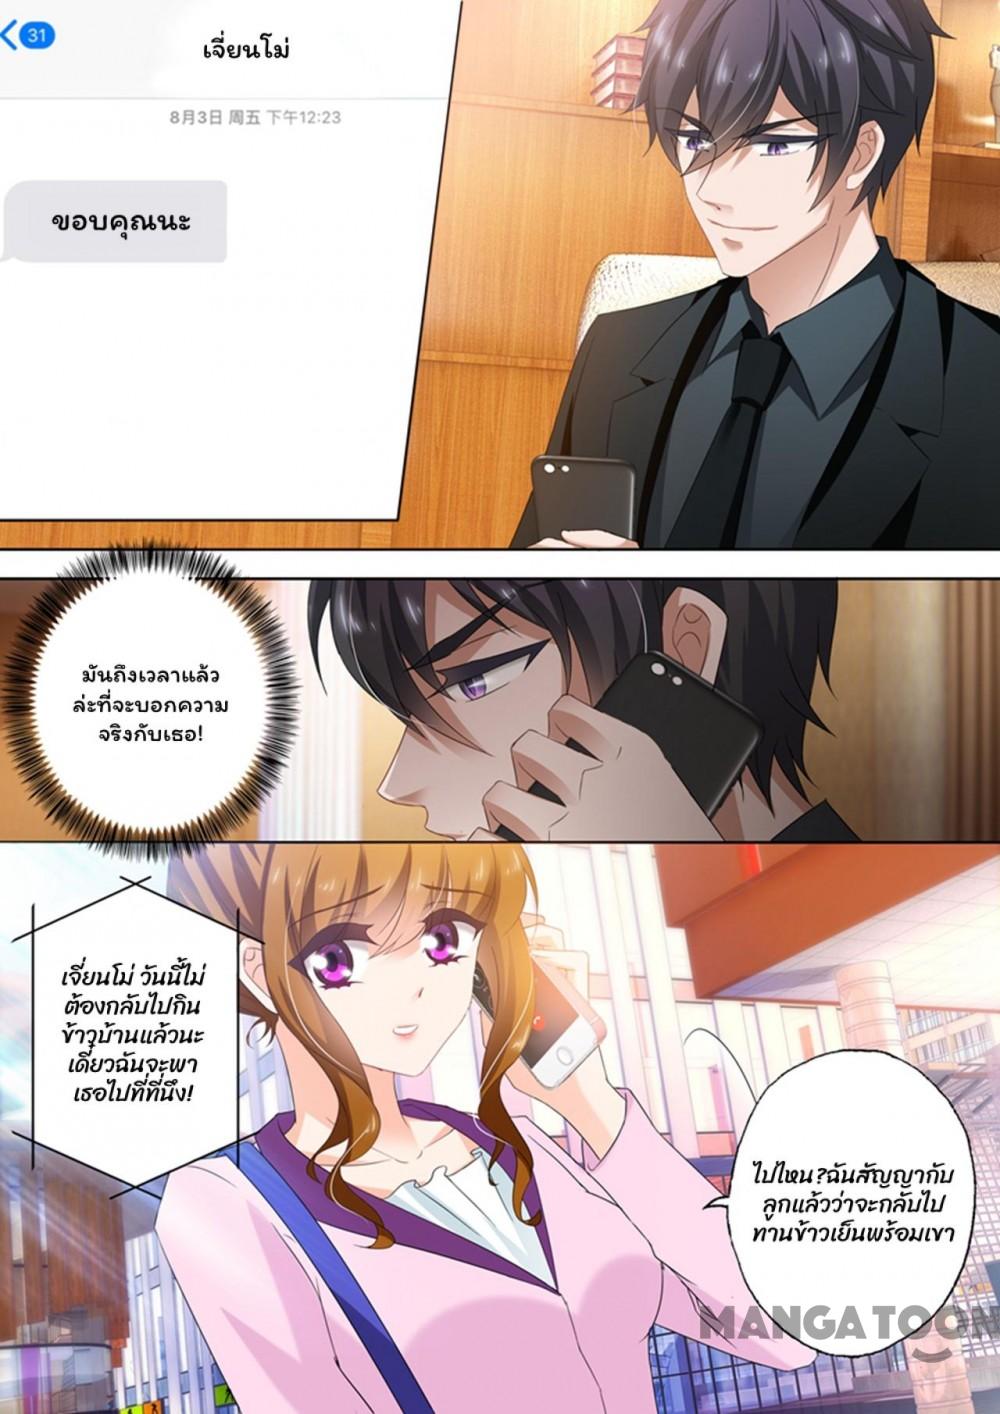 31
เจี่ยนโม่
8月3日 周五 下午12:23
ขอบคุณนะ
มันถึงเวลาแล้ว
ล่ะที่จะบอกความ
จริงกับเธอ!
เจี่ยนโม่ วันนี้ไม่
ต้องกลับไปกิน
ข้าวบ้านแล้วนะ
เดี๋ยวฉันจะพา
เธอไปที่ที่นึง!
ไปไหน?ฉันสัญญากับ
ลูกแล้วว่าจะกลับไป
ทานข้าวเย็นพร้อมเขา
MANGATOON